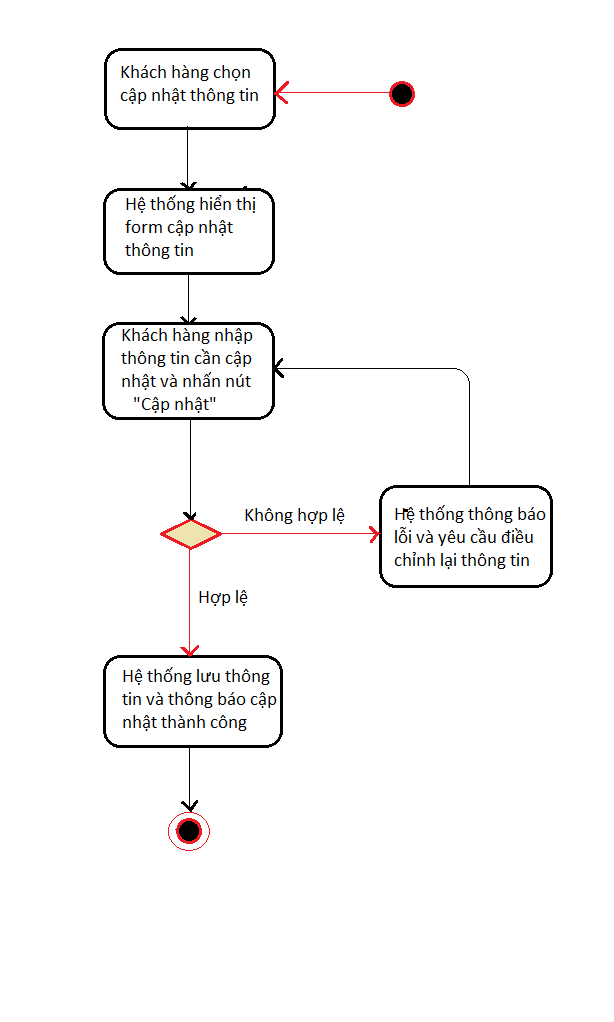 Khách hàng chọn
cập nhật thông tin
Hệ thống hiển thị
form cập nhật
thông tin
Khách hàng nhập
thông tin cần cập
nhật và nhấn nút
"Cập nhật"
Không hợp lệ
Hệ thống thông báo
lỗi và yêu cầu điều
chỉnh lại thông tin
Hợp lệ
Hệ thống lưu thông
tin và thông báo cập
nhật thành công